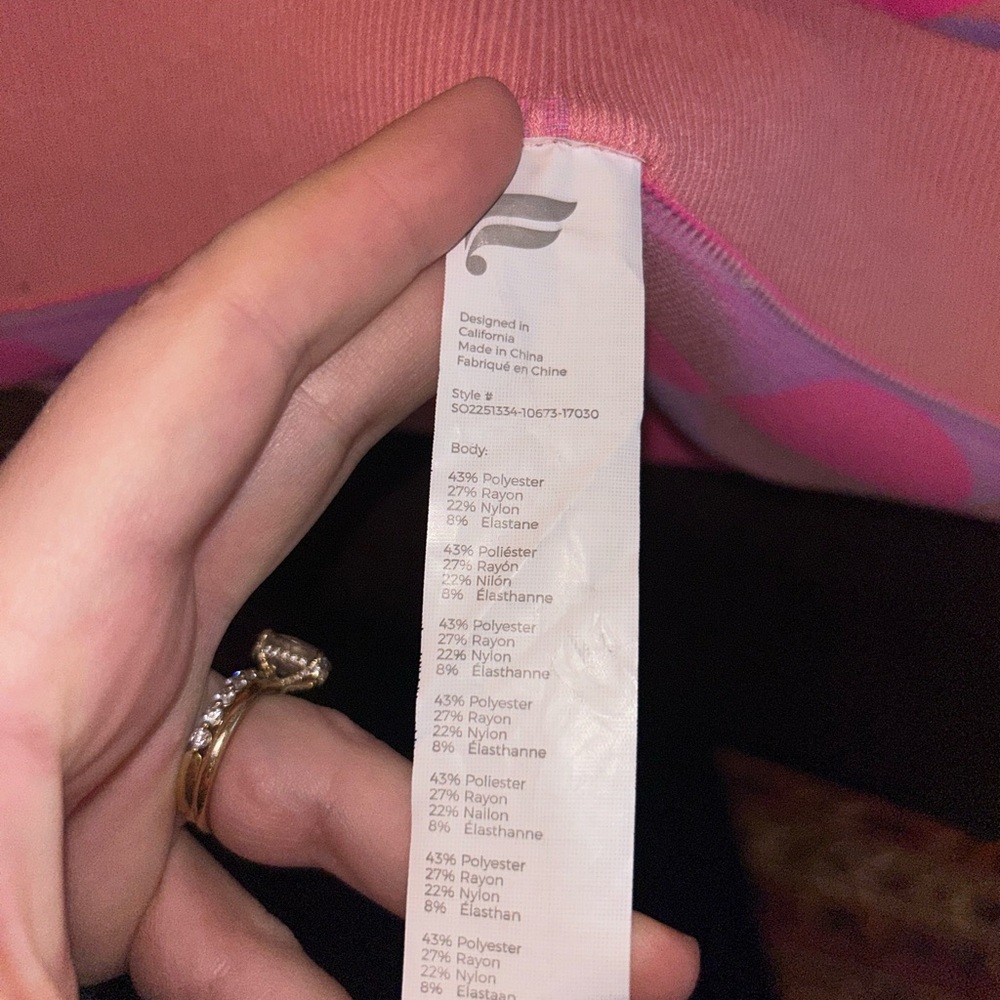 Designed in
California
Made in China
Fabriqué en Chine
Style #
SO2251334-10673-17030
Body:
43% Polyester
27% Rayon
22% Nylon
8% Elastane
43% Poliéster
27% Rayón
22% Nilón
8% Élasthanne
43% Polyester
27% Rayon
22% Nylon
8% Élasthanne
43% Polyester
27% Rayon
22% Nylon
8% Élasthanne
43% Poliester
27% Rayon
22% Nailon
8% Élasthanne
43% Polyester
27% Rayon
22% Nylon
8% Élasthan
43% Polyester
27% Rayon
22% Nylon
8% Elastaan